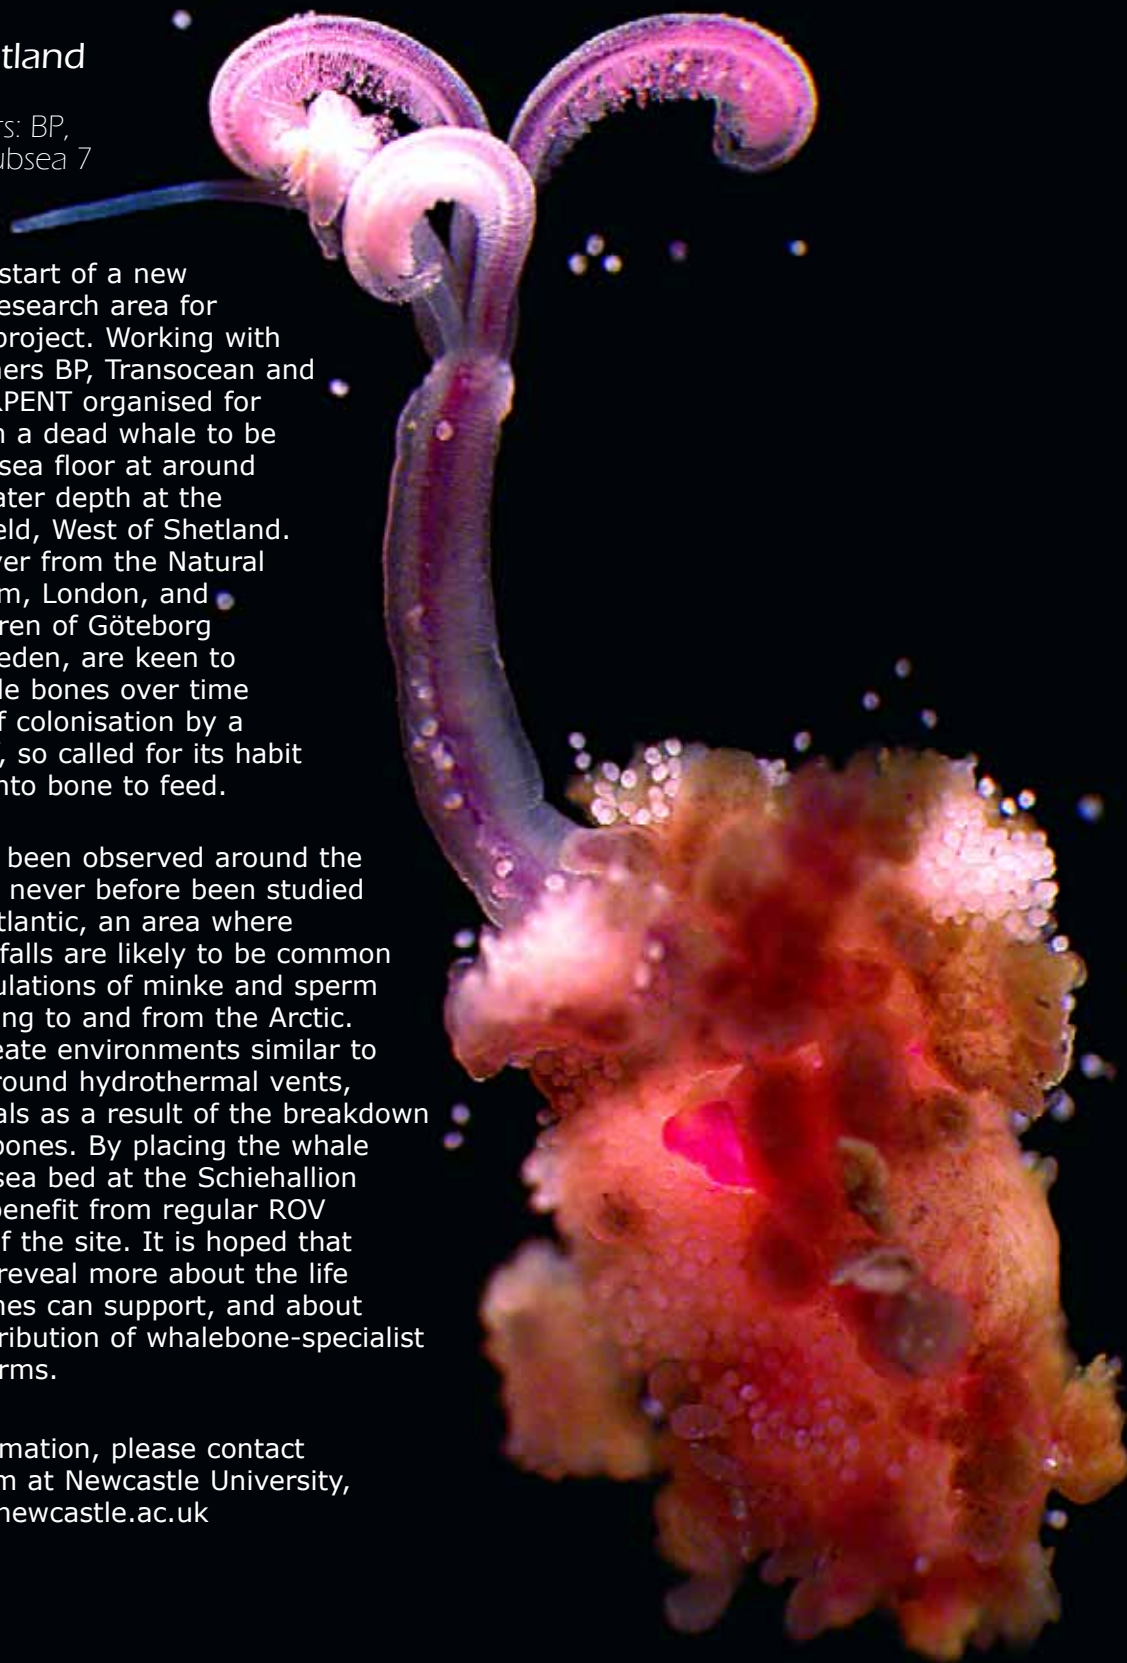 tland
rs: BP,
ubsea 7
start of a new
esearch area for
project. Working with
ners BP, Transocean and
RPENT organised for
n a dead whale to be
sea floor at around
ater depth at the
eld, West of Shetland.
ver from the Natural
m, London, and
ren of Göteborg
eden, are keen to
le bones over time
f colonisation by a
’, so called for its habit
nto bone to feed.
been observed around the
never before been studied
tlantic, an area where
falls are likely to be common
ulations of minke and sperm
ing to and from the Arctic.
eate environments similar to
round hydrothermal vents,
als as a result of the breakdown
bones. By placing the whale
sea bed at the Schiehallion
benefit from regular ROV
f the site. It is hoped that
reveal more about the life
nes can support, and about
tribution of whalebone-specialist
rms.
mation, please contact
m at Newcastle University,
newcastle.ac.uk